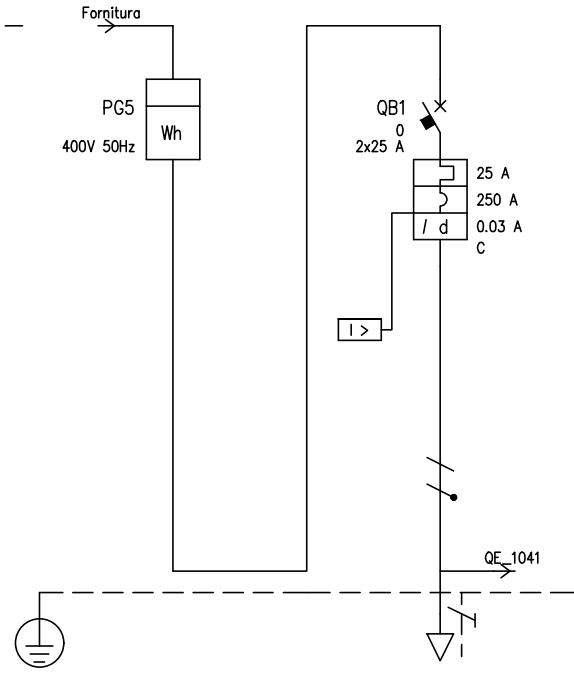 Fornitura
PG5
Wh
400V 50Hz
QB1
0
2x25 A
25 A
250 A
I d
0.03 A
C
I >
QE_1041